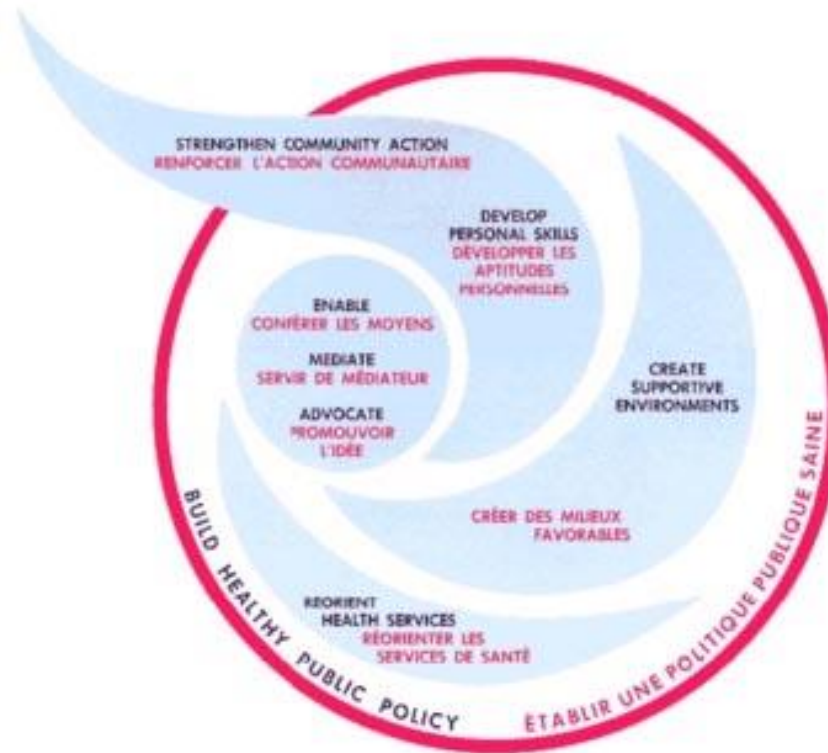 STRENGTHEN COMMUNITY ACTION
RENFORCER L'ACTION COMMUNAUTAIRE
DEVELOP
PERSONAL SKILLS
DÉVELOPPER LES
APTITUDES
PERSONNELLES
ENABLE
CONFÉRER LES MOYENS
MEDIATE
SERVIR DE MÉDIATEUR
ADVOCATE
PROMOUVOIR
L'IDÉE
CREATE
SUPPORTIVE
ENVIRONMENTS
CRÉER DES MILIEUX
FAVORABLES
REORIENT
HEALTH SERVICES
RÉORIENTER LES
SERVICES DE SANTÉ
BUILD HEALTHY PUBLIC POLICY
ÉTABLIR UNE POLITIQUE PUBLIQUE SAINE